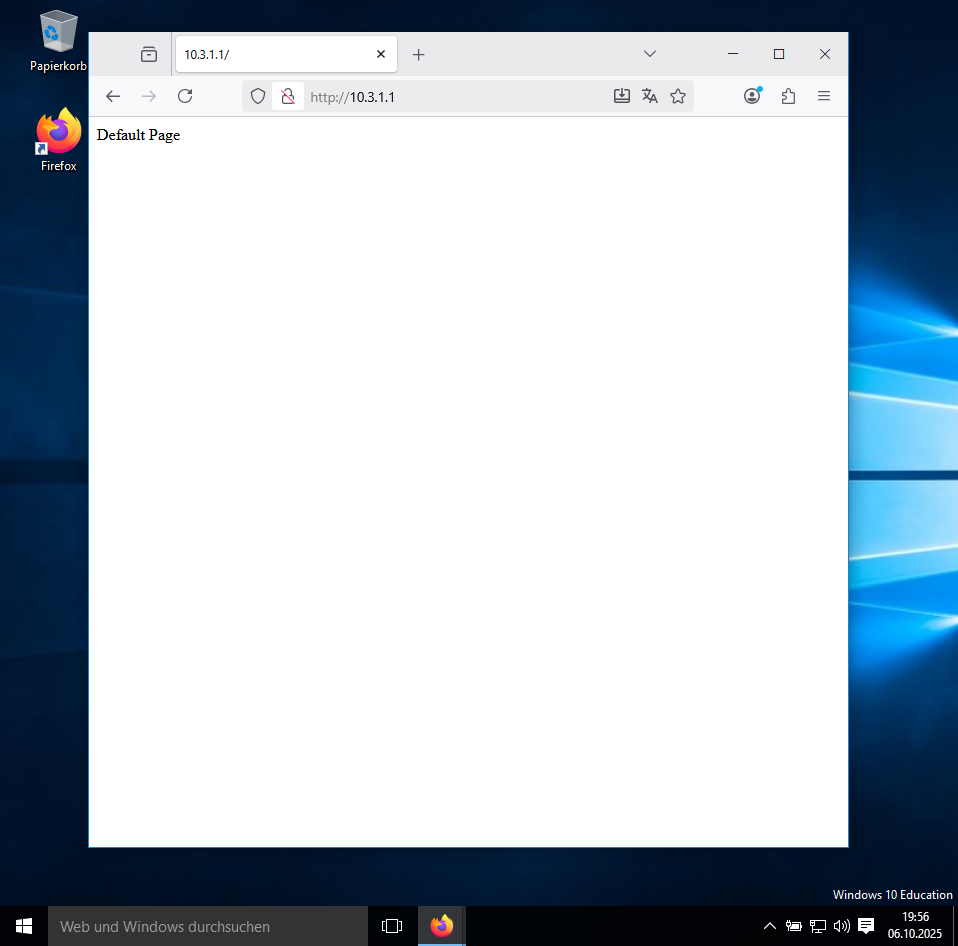 Papierkorb
Firefox
10.3.1.1/
http://10.3.1.1
Default Page
Windows 10 Education
Web und Windows durchsuchen
19:56
06.10.2025